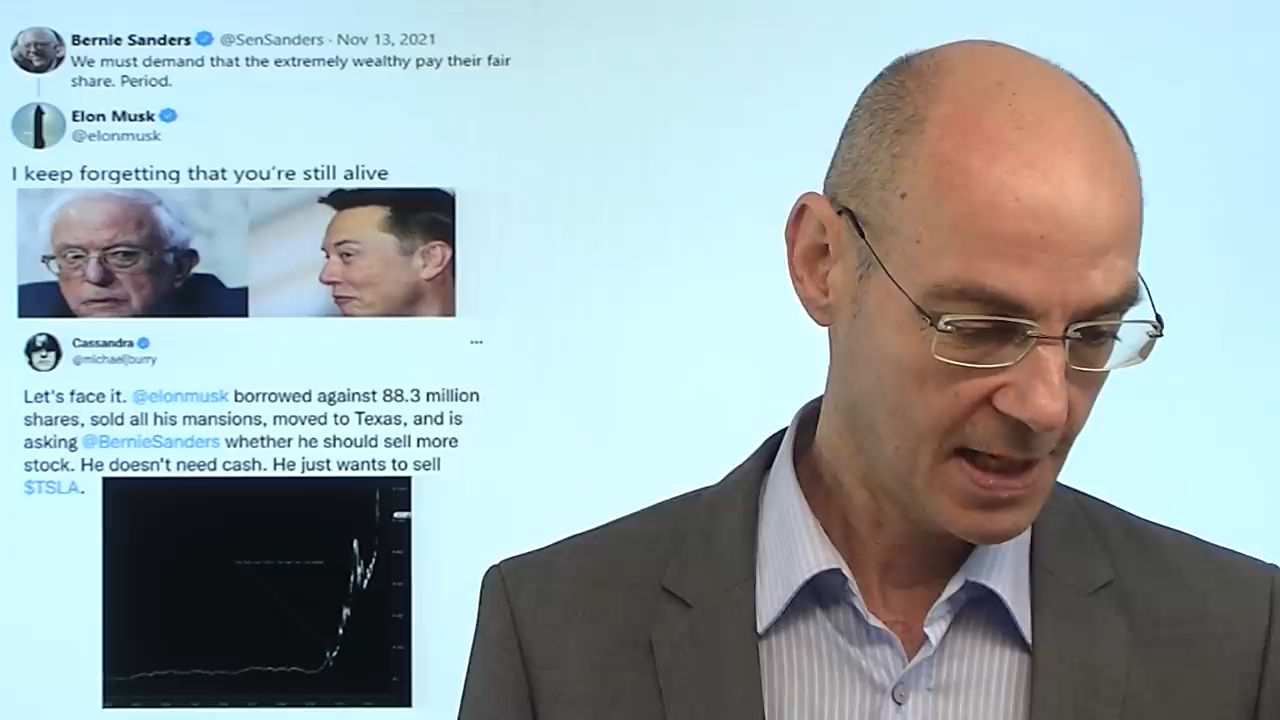 Bernie Sanders @SenSanders · Nov 13, 2021
We must demand that the extremely wealthy pay their fair
share. Period.
Elon Musk
@elonmusk
I keep forgetting that you're still alive
Cassandra
@michaeljburry
...
Let's face it. @elonmusk borrowed against 88.3 million
shares, sold all his mansions, moved to Texas, and is
asking @BernieSanders whether he should sell more
stock. He doesn't need cash. He just wants to sell
$TSLA.